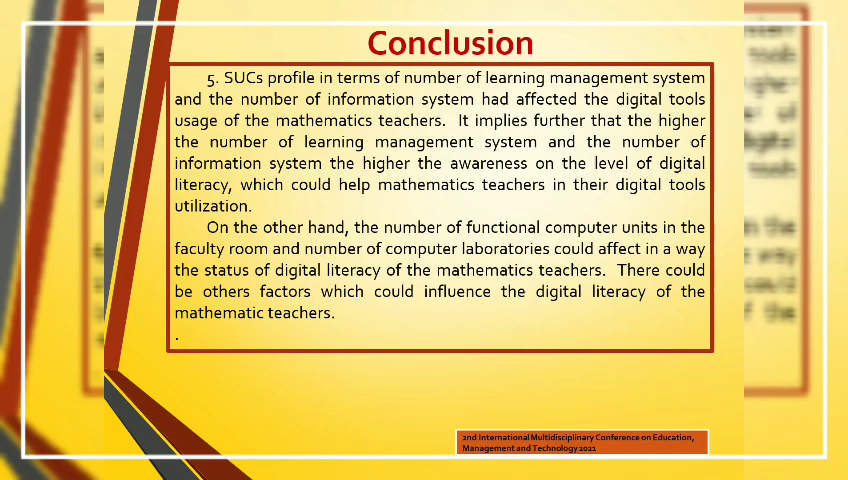 Conclusion
5. SUCs profile in terms of number of learning management system
and the number of information system had affected the digital tools
usage of the mathematics teachers. It implies further that the higher
the number of learning management system and the number of
information system the higher the awareness on the level of digital
literacy, which could help mathematics teachers in their digital tools
utilization.
On the other hand, the number of functional computer units in the
faculty room and number of computer laboratories could affect in a way
the status of digital literacy of the mathematics teachers. There could
be others factors which could influence the digital literacy of the
mathematic teachers.
.
2nd International Multidisciplinary Conference on Education,
Management and Technology 2021